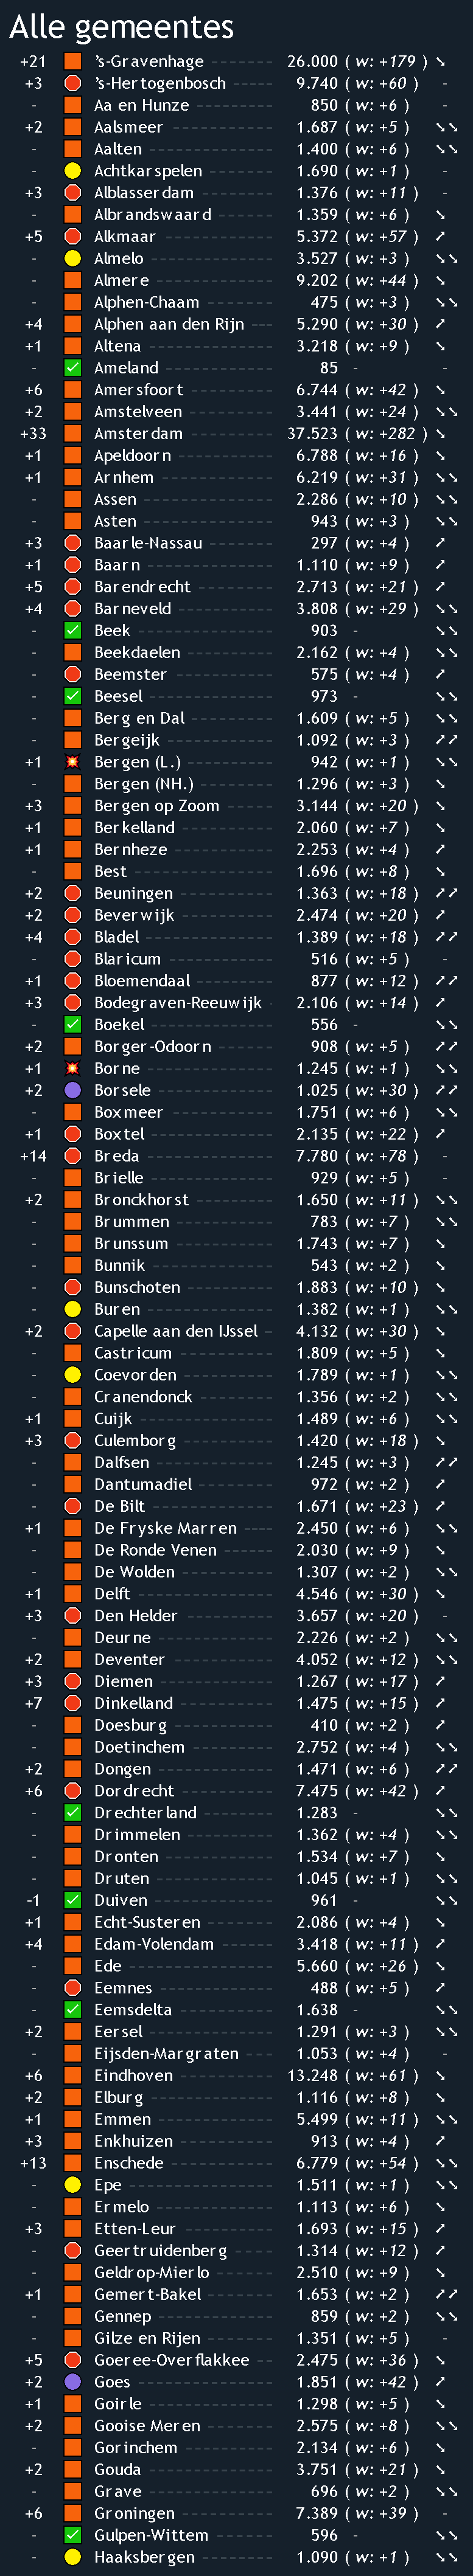 Alle gemeentes
+21 's-Gravenhage 26.000 ( w: +179 ) ↘
+3 's-Hertogenbosch 9.740 ( w: +60 ) -
- Aa en Hunze 850 ( w: +6 ) -
+2 Aalsmeer 1.687 ( w: +5 ) ↘↘
- Aalten 1.400 ( w: +6 ) ↘↘
- Achtkarspelen 1.690 ( w: +1 ) -
+3 Alblasserdam 1.376 ( w: +11 ) -
- Albrandswaard 1.359 ( w: +6 ) ↘
+5 Alkmaar 5.372 ( w: +57 ) ↗
- Almelo 3.527 ( w: +3 ) ↘↘
- Almere 9.202 ( w: +44 ) ↘
- Alphen-Chaam 475 ( w: +3 ) ↘↘
+4 Alphen aan den Rijn 5.290 ( w: +30 ) ↗
+1 Altena 3.218 ( w: +9 ) ↘
- Ameland 85 - -
+6 Amersfoort 6.744 ( w: +42 ) ↘
+2 Amstelveen 3.441 ( w: +24 ) ↘↘
+33 Amsterdam 37.523 ( w: +282 ) ↘
+1 Apeldoorn 6.788 ( w: +16 ) ↘
+1 Arnhem 6.219 ( w: +31 ) ↘↘
- Assen 2.286 ( w: +10 ) ↘↘
- Asten 943 ( w: +3 ) ↘↘
+3 Baarle-Nassau 297 ( w: +4 ) ↗
+1 Baarn 1.110 ( w: +9 ) ↗
+5 Barendrecht 2.713 ( w: +21 ) ↗
+4 Barneveld 3.808 ( w: +29 ) ↘↘
- Beek 903 - ↘↘
- Beekdaelen 2.162 ( w: +4 ) ↘↘
- Beemster 575 ( w: +4 ) ↗
- Beesel 973 - ↘↘
- Berg en Dal 1.609 ( w: +5 ) ↘↘
- Bergeijk 1.092 ( w: +3 ) ↗↗
+1 Bergen (L.) 942 ( w: +1 ) ↘↘
- Bergen (NH.) 1.296 ( w: +3 ) ↘
+3 Bergen op Zoom 3.144 ( w: +20 ) ↘
+1 Berkelland 2.060 ( w: +7 ) ↘
+1 Bernheze 2.253 ( w: +4 ) ↗
- Best 1.696 ( w: +8 ) ↘
+2 Beuningen 1.363 ( w: +18 ) ↗↗
+2 Beverwijk 2.474 ( w: +20 ) ↗
+4 Bladel 1.389 ( w: +18 ) ↗↗
- Blaricum 516 ( w: +5 ) -
+1 Bloemendaal 877 ( w: +12 ) ↗↗
+3 Bodegraven-Reeuwijk 2.106 ( w: +14 ) ↗
- Boekel 556 - ↘↘
+2 Borger-Odoorn 908 ( w: +5 ) ↗↗
+1 Borne 1.245 ( w: +1 ) ↘↘
+2 Borsele 1.025 ( w: +30 ) ↗↗
- Boxmeer 1.751 ( w: +6 ) ↘↘
+1 Boxtel 2.135 ( w: +22 ) ↗
+14 Breda 7.780 ( w: +78 ) -
- Brielle 929 ( w: +5 ) -
+2 Bronckhorst 1.650 ( w: +11 ) ↘↘
- Brummen 783 ( w: +7 ) ↘↘
- Brunssum 1.743 ( w: +7 ) ↘
- Bunnik 543 ( w: +2 ) ↘
- Bunschoten 1.883 ( w: +10 ) ↘
- Buren 1.382 ( w: +1 ) ↘↘
+2 Capelle aan den IJssel 4.132 ( w: +30 ) ↘
- Castricum 1.809 ( w: +5 ) ↘
- Coevorden 1.789 ( w: +1 ) ↘↘
- Cranendonck 1.356 ( w: +2 ) ↘↘
+1 Cuijk 1.489 ( w: +6 ) ↘↘
+3 Culemborg 1.420 ( w: +18 ) ↘
- Dalfsen 1.245 ( w: +3 ) ↗↗
- Dantumadiel 972 ( w: +2 ) ↗
- De Bilt 1.671 ( w: +23 ) ↗
+1 De Fryske Marren 2.450 ( w: +6 ) ↘↘
- De Ronde Venen 2.030 ( w: +9 ) ↘
- De Wolden 1.307 ( w: +2 ) ↘↘
+1 Delft 4.546 ( w: +30 ) ↘
+3 Den Helder 3.657 ( w: +20 ) -
- Deurne 2.226 ( w: +2 ) ↘↘
+2 Deventer 4.052 ( w: +12 ) ↘↘
+3 Diemen 1.267 ( w: +17 ) ↗
+7 Dinkelland 1.475 ( w: +15 ) ↗
- Doesburg 410 ( w: +2 ) ↗
- Doetinchem 2.752 ( w: +4 ) ↘↘
+2 Dongen 1.471 ( w: +6 ) ↗↗
+6 Dordrecht 7.475 ( w: +42 ) ↗
- Drechterland 1.283 - ↘↘
- Drimmelen 1.362 ( w: +4 ) ↘↘
- Dronten 1.534 ( w: +7 ) ↘
- Druten 1.045 ( w: +1 ) ↘↘
-1 Duiven 961 - ↘↘
+1 Echt-Susteren 2.086 ( w: +4 ) ↘
+4 Edam-Volendam 3.418 ( w: +11 ) ↗
- Ede 5.660 ( w: +26 ) ↘
- Eemnes 488 ( w: +5 ) ↗
- Eemsdelta 1.638 - ↘↘
+2 Eersel 1.291 ( w: +3 ) ↘↘
- Eijsden-Margraten 1.053 ( w: +4 ) -
+6 Eindhoven 13.248 ( w: +61 ) ↘
+2 Elburg 1.116 ( w: +8 ) ↘
+1 Emmen 5.499 ( w: +11 ) ↘↘
+3 Enkhuizen 913 ( w: +4 ) ↗
+13 Enschede 6.779 ( w: +54 ) ↘↘
- Epe 1.511 ( w: +1 ) ↘↘
- Ermelo 1.113 ( w: +6 ) ↘
+3 Etten-Leur 1.693 ( w: +15 ) ↗
- Geertruidenberg 1.314 ( w: +12 ) ↗
- Geldrop-Mierlo 2.510 ( w: +9 ) ↘
+1 Gemert-Bakel 1.653 ( w: +2 ) ↗↗
- Gennep 859 ( w: +2 ) ↘↘
- Gilze en Rijen 1.351 ( w: +5 ) -
+5 Goeree-Overflakkee 2.475 ( w: +36 ) ↘
+2 Goes 1.851 ( w: +42 ) ↗
+1 Goirle 1.298 ( w: +5 ) ↘
+2 Gooise Meren 2.575 ( w: +8 ) ↘↘
- Gorinchem 2.134 ( w: +6 ) ↘
+2 Gouda 3.751 ( w: +21 ) ↘
- Grave 696 ( w: +2 ) ↘↘
+6 Groningen 7.389 ( w: +39 ) -
- Gulpen-Wittem 596 - ↘↘
- Haaksbergen 1.090 ( w: +1 ) ↘↘